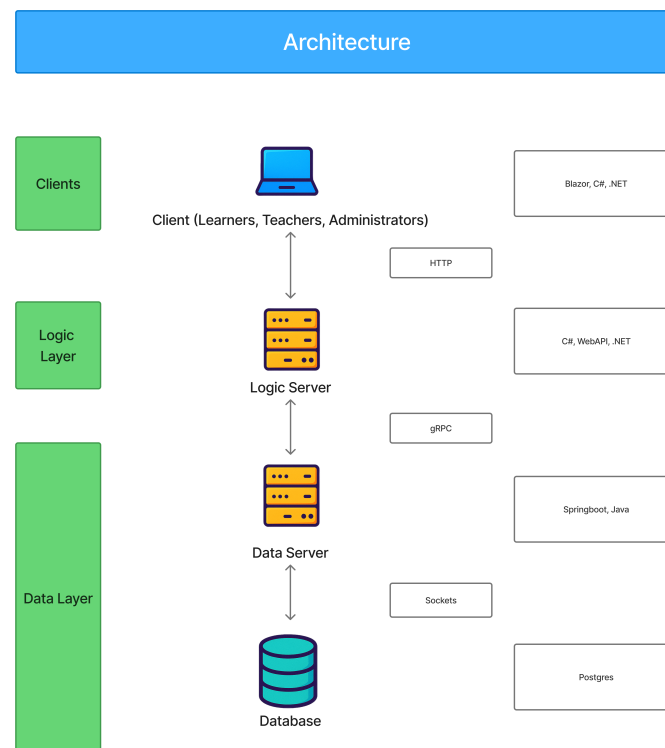 Architecture
Clients
Client (Learners, Teachers, Administrators)
Blazor, C#, .NET
HTTP
Logic
Layer
Logic Server
C#, WebAPI, .NET
gRPC
Data Server
Springboot, Java
Data Layer
Sockets
Database
Postgres